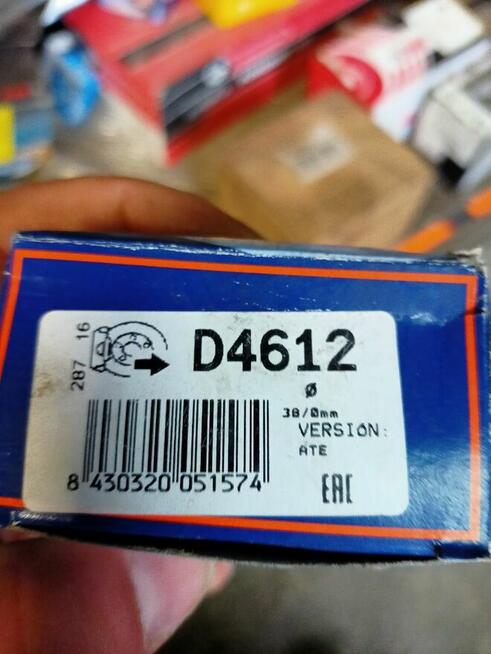 287 16
D4612
ø
38/0mm
VERSION:
ATE
8 430320 051574
EAC